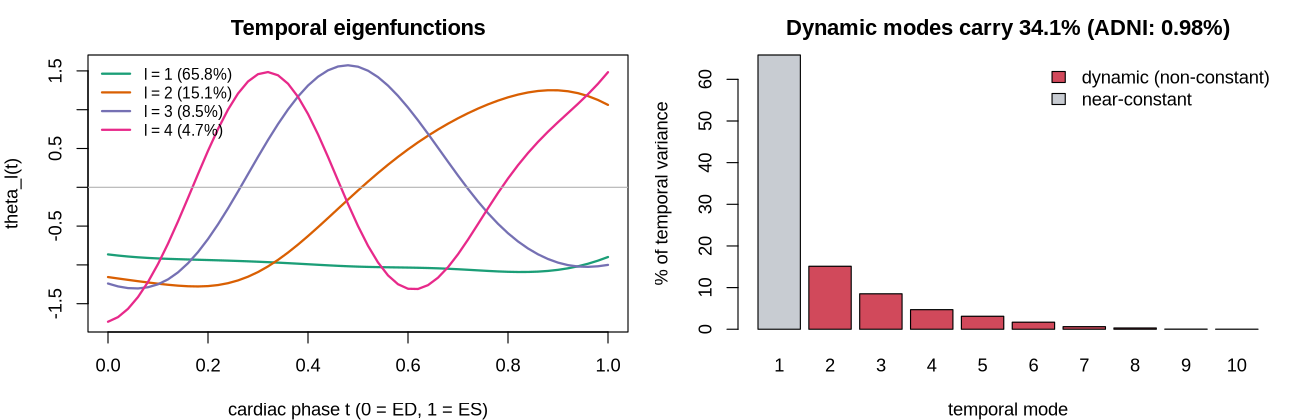 Temporal eigenfunctions
l = 1 (65.8%)
l = 2 (15.1%)
l = 3 (8.5%)
l = 4 (4.7%)
theta_l(t)
1.5
0.5
-0.5
-1.5
0.0 0.2 0.4 0.6 0.8 1.0
cardiac phase t (0 = ED, 1 = ES)
Dynamic modes carry 34.1% (ADNI: 0.98%)
dynamic (non-constant)
near-constant
% of temporal variance
60
50
40
30
20
10
0
1 2 3 4 5 6 7 8 9 10
temporal mode